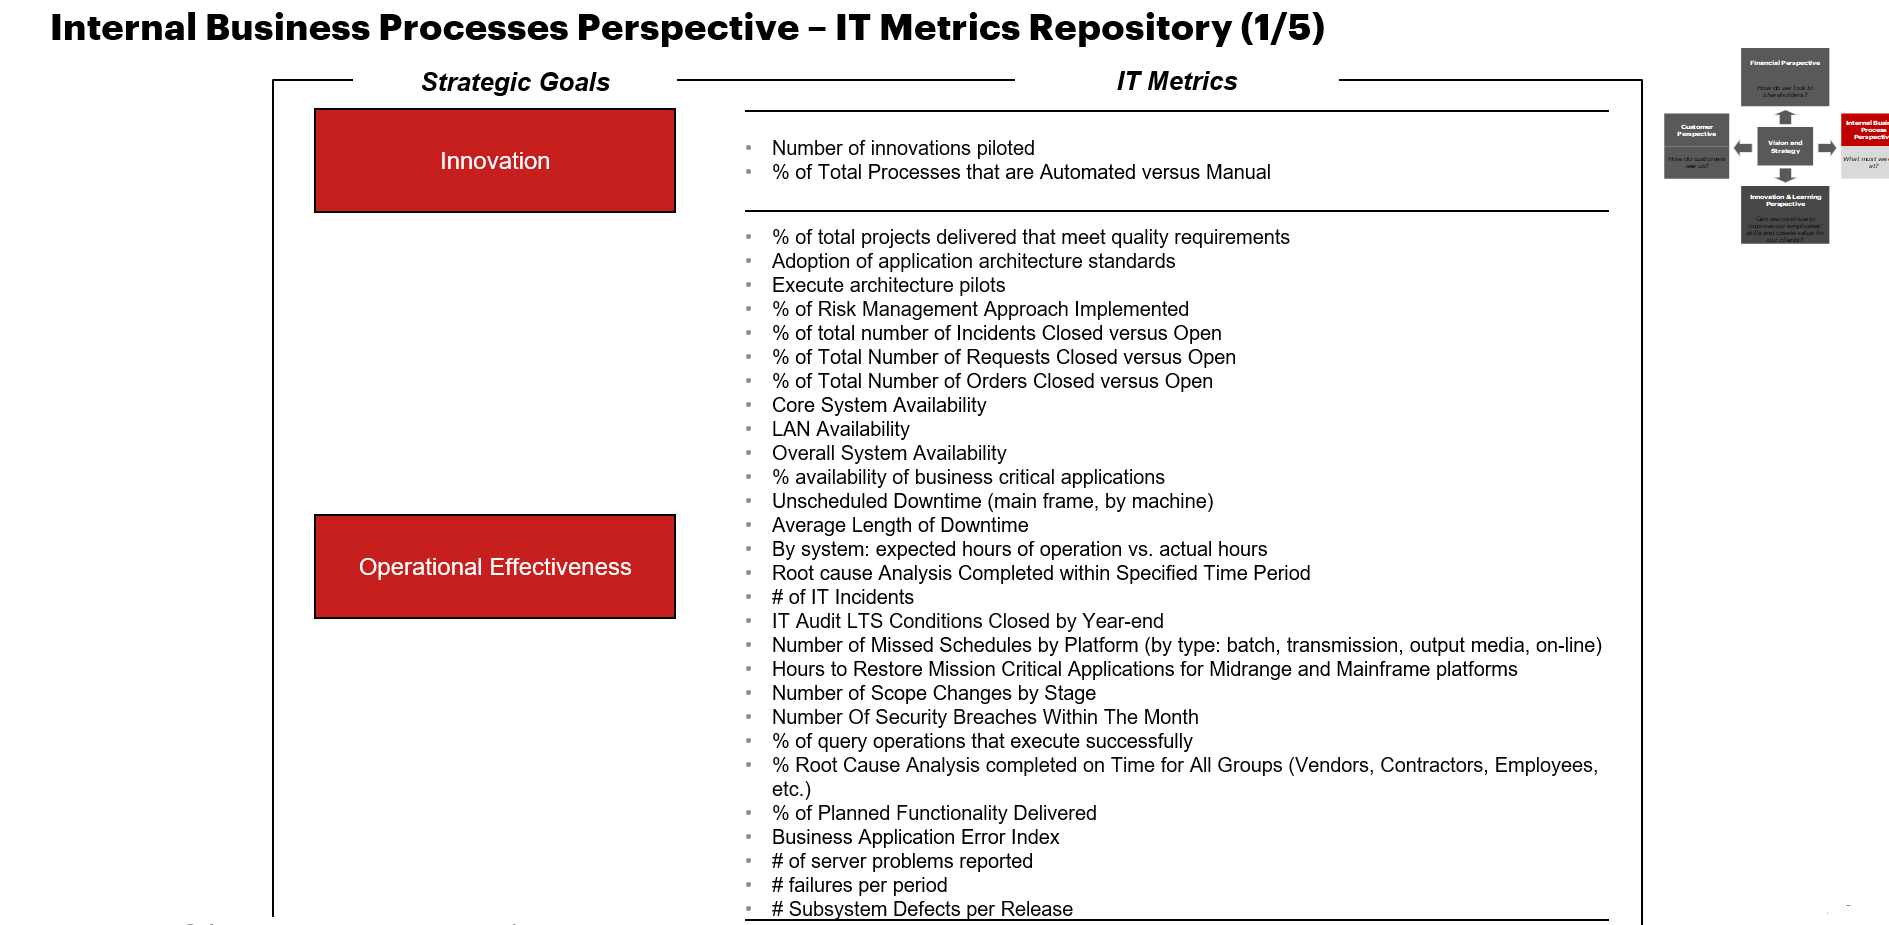 Internal Business Processes Perspective – IT Metrics Repository (1/5)
Strategic Goals
IT Metrics
Innovation
• Number of innovations piloted
• % of Total Processes that are Automated versus Manual
Operational Effectiveness
• % of total projects delivered that meet quality requirements
• Adoption of application architecture standards
• Execute architecture pilots
• % of Risk Management Approach Implemented
• % of total number of Incidents Closed versus Open
• % of Total Number of Requests Closed versus Open
• % of Total Number of Orders Closed versus Open
• Core System Availability
• LAN Availability
• Overall System Availability
• % availability of business critical applications
• Unscheduled Downtime (main frame, by machine)
• Average Length of Downtime
• By system: expected hours of operation vs. actual hours
• Root cause Analysis Completed within Specified Time Period
• # of IT Incidents
• IT Audit LTS Conditions Closed by Year-end
• Number of Missed Schedules by Platform (by type: batch, transmission, output media, on-line)
• Hours to Restore Mission Critical Applications for Midrange and Mainframe platforms
• Number of Scope Changes by Stage
• Number Of Security Breaches Within The Month
• % of query operations that execute successfully
• % Root Cause Analysis completed on Time for All Groups (Vendors, Contractors, Employees,
etc.)
• % of Planned Functionality Delivered
• Business Application Error Index
• # of server problems reported
• # failures per period
• # Subsystem Defects per Release
Financial Perspective
How do we look to
shareholders?
Customer
Perspective
How do customers
see us?
Vision and
Strategy
Internal
Process
What must we
at?
Innovation & Learning
Perspective
Can we continue to
improve our employees'
skills and create value for
our clients?